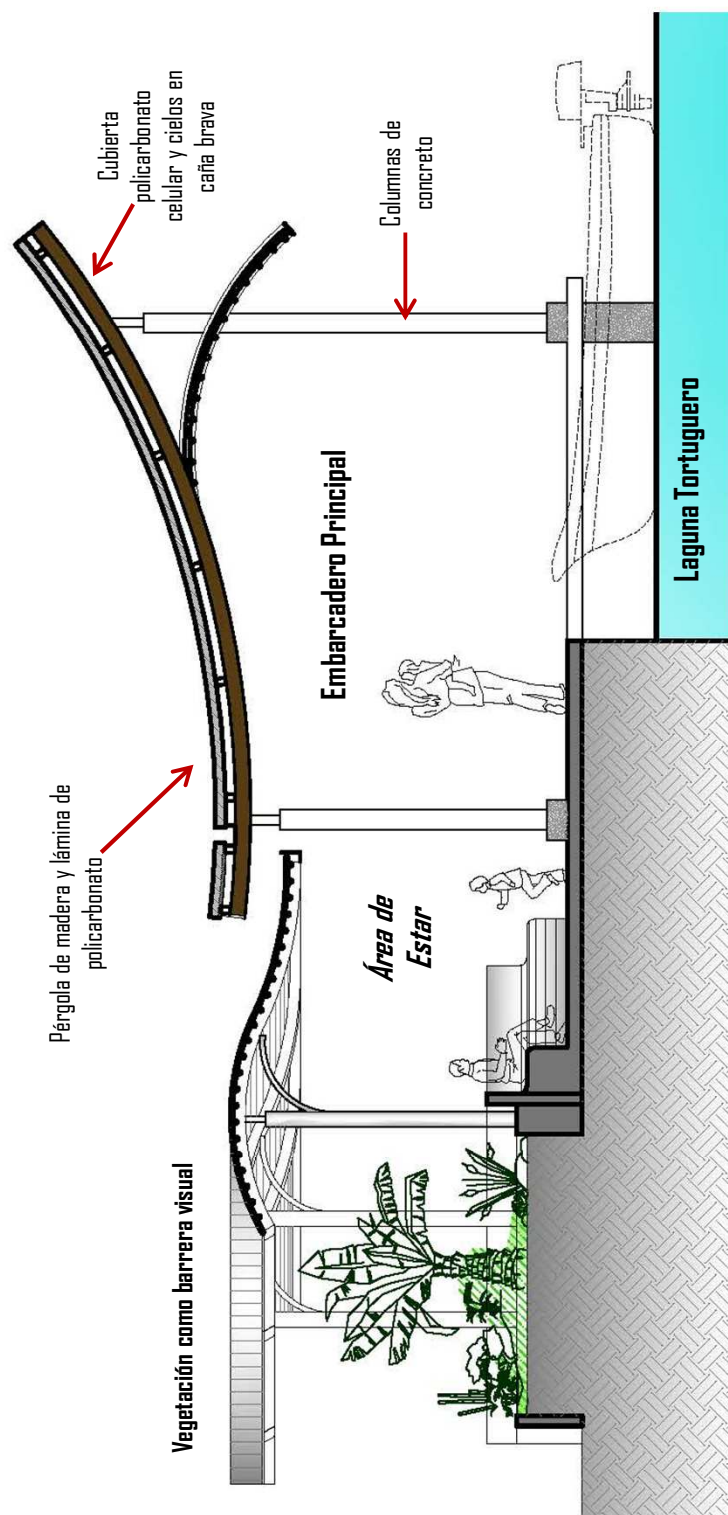 Vegetación como barrera visual
Pérgola de madera y lámina de
policarbonato
Cubierta
policarbonato
celular y cielos en
caña brava
Área de
Estar
Embarcadero Principal
Columnas de
concreto
Laguna Tortuguero